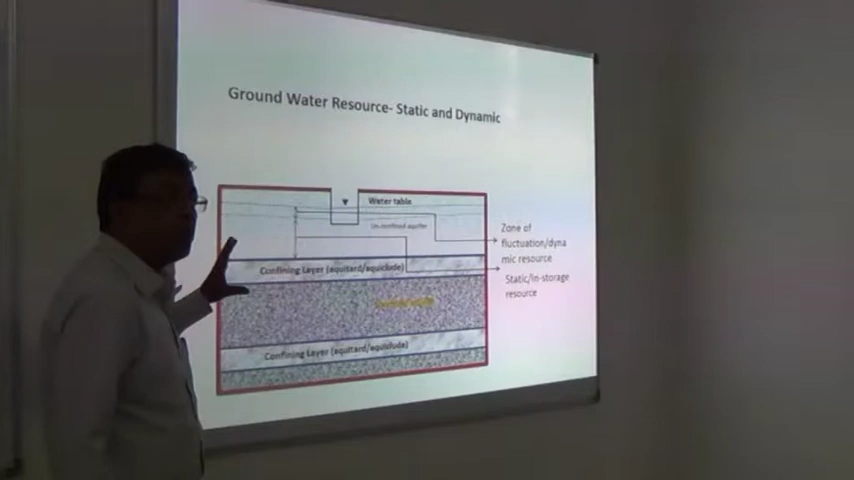 Ground Water Resource- Static and Dynamic
Water table
Un-confined aquifer
Zone of
fluctuation/dyna
mic resource
Confining Layer (aquitard/aquiclude)
Static/in-storage
resource
Confining Layer (aquitard/aquiclude)